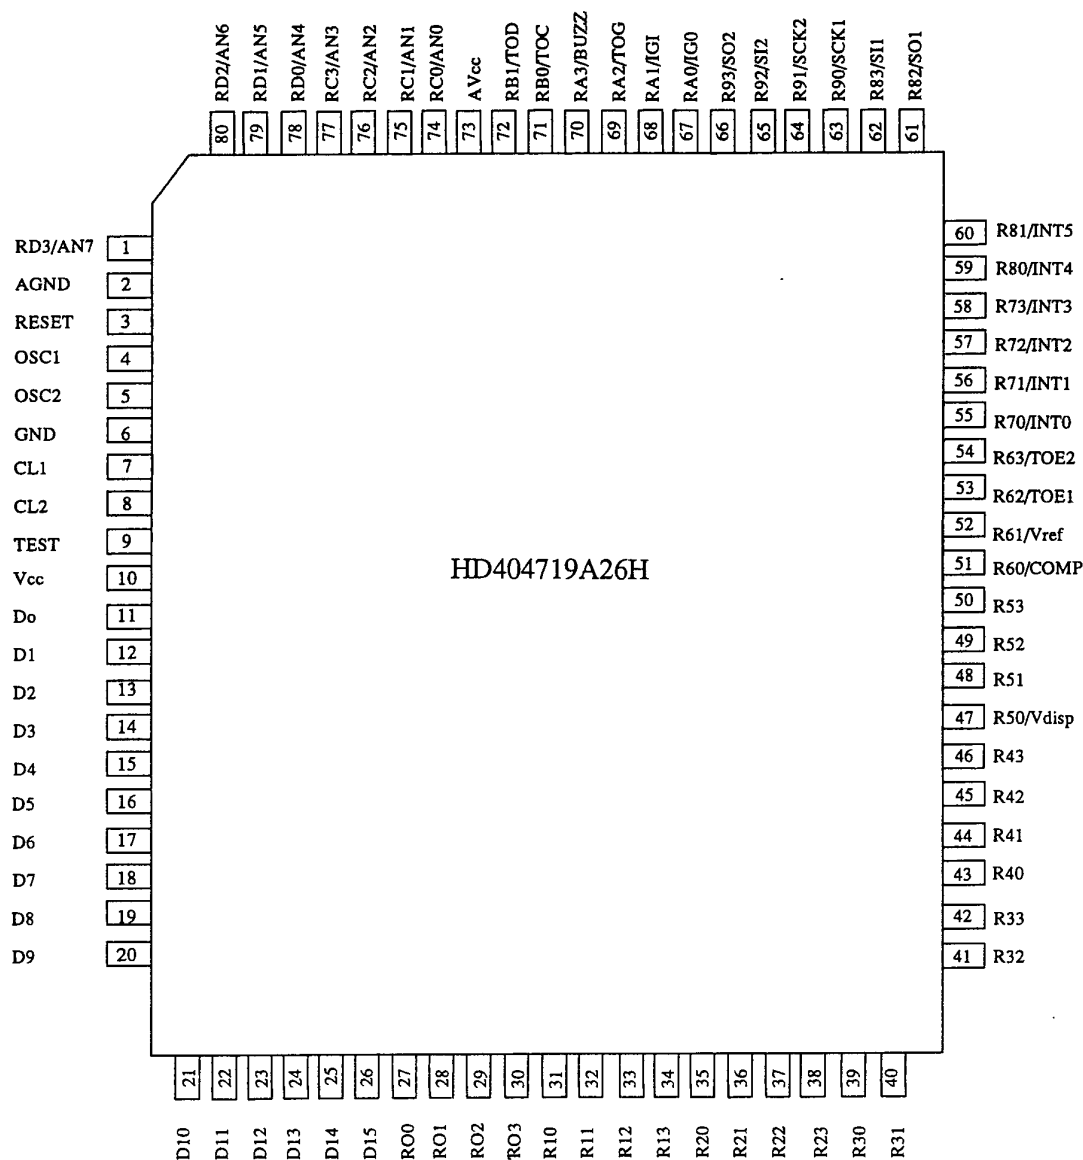 RD2/AN6
RD1/AN5
RD0/AN4
RC3/AN3
RC2/AN2
RC1/AN1
RC0/AN0
AVcc
RB1/TOD
RB0/TOC
RA3/BUZZ
RA2/TOG
RA1/IGI
RA0/IG0
R93/SO2
R92/SI2
R91/SCK2
R90/SCK1
R83/SI1
R82/SO1
80
79
78
77
76
75
74
73
72
71
70
69
68
67
66
65
64
63
62
61
RD3/AN7 1
AGND 2
RESET 3
OSC1 4
OSC2 5
GND 6
CL1 7
CL2 8
TEST 9
Vcc 10
Do 11
D1 12
D2 13
D3 14
D4 15
D5 16
D6 17
D7 18
D8 19
D9 20
HD404719A26H
60 R81/INT5
59 R80/INT4
58 R73/INT3
57 R72/INT2
56 R71/INT1
55 R70/INT0
54 R63/TOE2
53 R62/TOE1
52 R61/Vref
51 R60/COMP
50 R53
49 R52
48 R51
47 R50/Vdisp
46 R43
45 R42
44 R41
43 R40
42 R33
41 R32
21
22
23
24
25
26
27
28
29
30
31
32
33
34
35
36
37
38
39
40
D10
D11
D12
D13
D14
D15
RO0
RO1
RO2
RO3
R10
R11
R12
R13
R20
R21
R22
R23
R30
R31